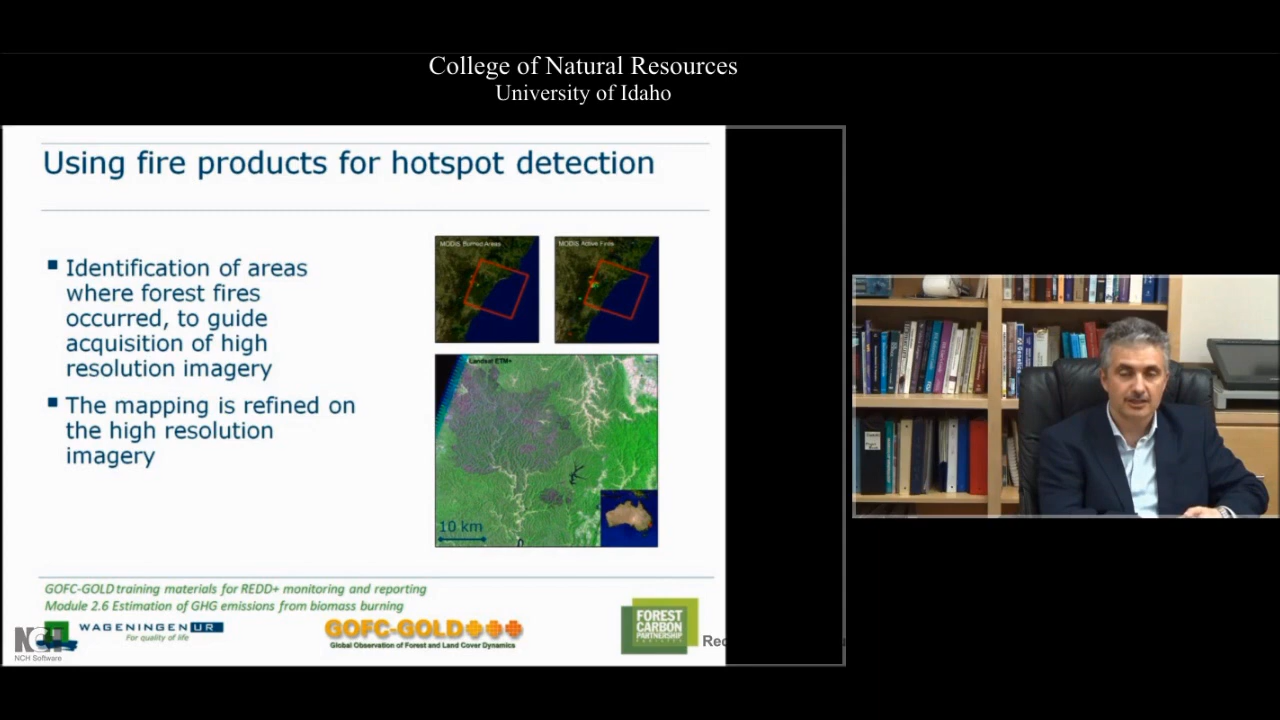 College of Natural Resources
University of Idaho
Using fire products for hotspot detection
Identification of areas
where forest fires
occurred, to guide
acquisition of high
resolution imagery
The mapping is refined on
the high resolution
imagery
MODIS Burned Areas
MODIS Active Fires
Landsat ETM+
10 km
GOFC-GOLD training materials for REDD+ monitoring and reporting
Module 2.6 Estimation of GHG emissions from biomass burning
NCH
NCH Software
WAGENINGEN UR
For quality of life
GOFC-GOLD
Global Observation of Forest and Land Cover Dynamics
FOREST
CARBON
PARTNERSHIP